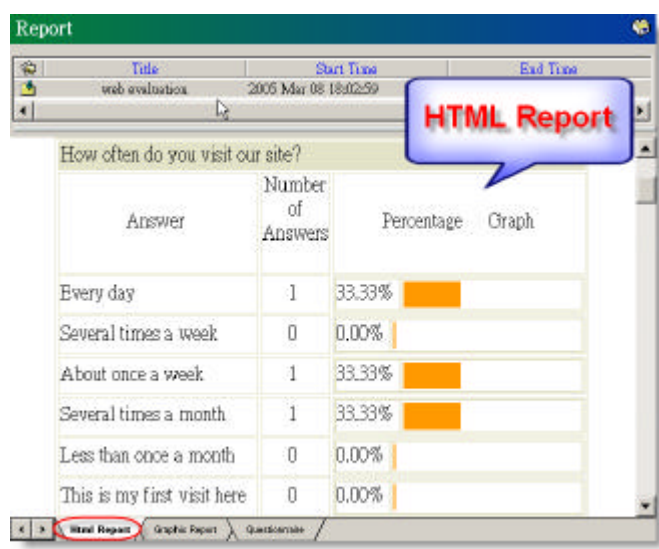 Report
Title Start Time End Time
web evaluation 2005 Mar 08 18:02:59
HTML Report
How often do you visit our site?
Answer Number of Answers Percentage Graph
Every day 1 33.33%
Several times a week 0 0.00%
About once a week 1 33.33%
Several times a month 1 33.33%
Less than once a month 0 0.00%
This is my first visit here 0 0.00%
Html Report Graphic Report Questionnaire